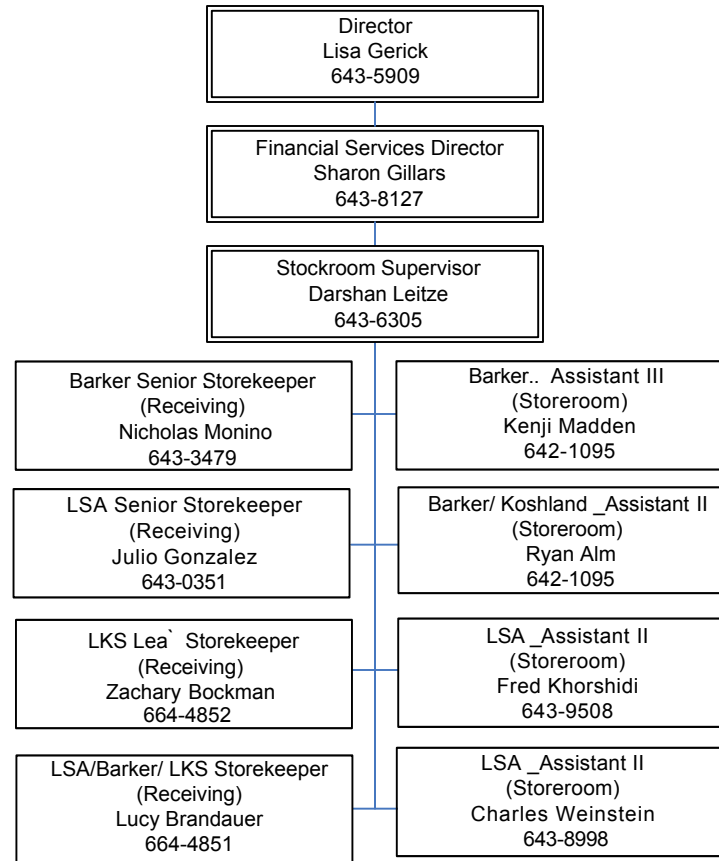 Director
Lisa Gerick
643-5909
Financial Services Director
Sharon Gillars
643-8127
Stockroom Supervisor
Darshan Leitze
643-6305
Barker Senior Storekeeper
(Receiving)
Nicholas Monino
643-3479
Barker.. Assistant III
(Storeroom)
Kenji Madden
642-1095
LSA Senior Storekeeper
(Receiving)
Julio Gonzalez
643-0351
Barker/ Koshland _Assistant II
(Storeroom)
Ryan Alm
642-1095
LKS Lea` Storekeeper
(Receiving)
Zachary Bockman
664-4852
LSA _Assistant II
(Storeroom)
Fred Khorshidi
643-9508
LSA/Barker/ LKS Storekeeper
(Receiving)
Lucy Brandauer
664-4851
LSA _Assistant II
(Storeroom)
Charles Weinstein
643-8998